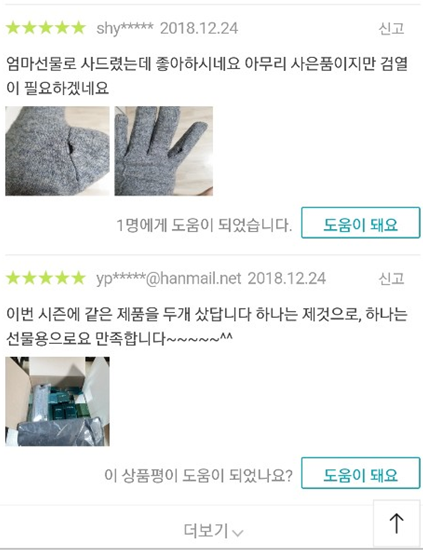 shy***** 2018.12.24 신고
엄마선물로 사드렸는데 좋아하시네요 아무리 사은품이지만 검열
이 필요하겠네요
1명에게 도움이 되었습니다. 도움이 돼요
yp*****@hanmail.net 2018.12.24 신고
이번 시즌에 같은 제품을 두개 샀답니다 하나는 제것으로, 하나는
선물용으로요 만족합니다~~~~~^^
이 상품평이 도움이 되었나요? 도움이 돼요
더보기